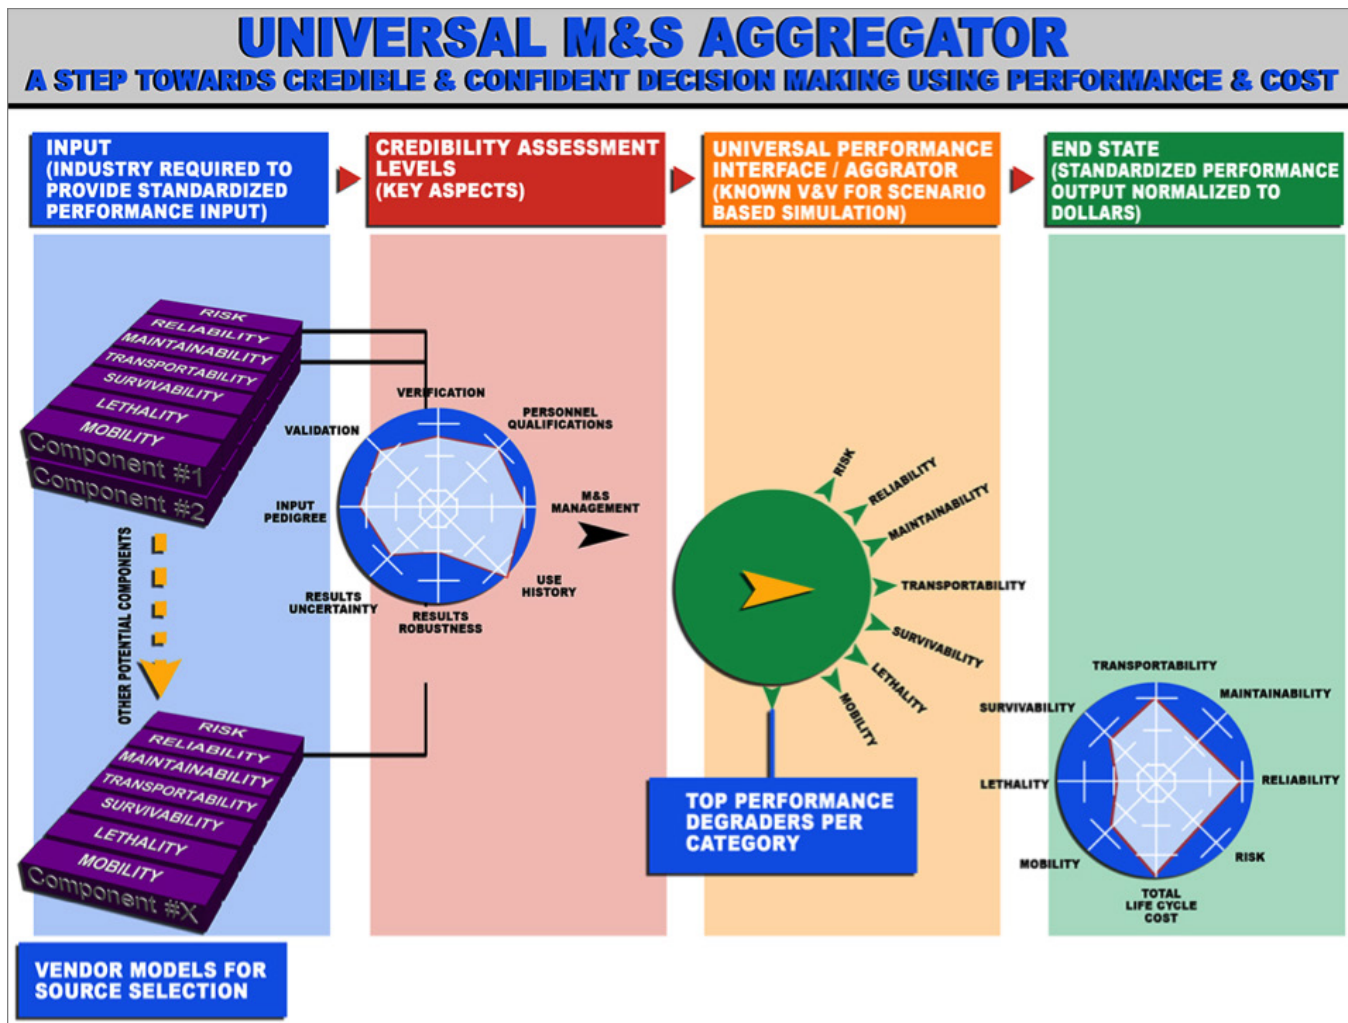 UNIVERSAL M&S AGGREGATOR
A STEP TOWARDS CREDIBLE & CONFIDENT DECISION MAKING USING PERFORMANCE & COST
INPUT
(INDUSTRY REQUIRED TO
PROVIDE STANDARDIZED
PERFORMANCE INPUT)
CREDIBILITY ASSESSMENT
LEVELS
(KEY ASPECTS)
UNIVERSAL PERFORMANCE
INTERFACE / AGGRATOR
(KNOWN V&V FOR SCENARIO
BASED SIMULATION)
END STATE
(STANDARDIZED PERFORMANCE
OUTPUT NORMALIZED TO
DOLLARS)
RISK
RELIABILITY
MAINTAINABILITY
TRANSPORTABILITY
SURVIVABILITY
LETHALITY
MOBILITY
Component #1
Component #2
OTHER POTENTIAL COMPONENTS
RISK
RELIABILITY
MAINTAINABILITY
TRANSPORTABILITY
SURVIVABILITY
LETHALITY
MOBILITY
Component #X
VENDOR MODELS FOR
SOURCE SELECTION
VERIFICATION
PERSONNEL
QUALIFICATIONS
VALIDATION
INPUT
PEDIGREE
M&S
MANAGEMENT
RESULTS
UNCERTAINTY
USE
HISTORY
RESULTS
ROBUSTNESS
RISK
RELIABILITY
MAINTAINABILITY
TRANSPORTABILITY
SURVIVABILITY
LETHALITY
MOBILITY
TOP PERFORMANCE
DEGRADERS PER
CATEGORY
TRANSPORTABILITY
SURVIVABILITY
MAINTAINABILITY
LETHALITY
RELIABILITY
MOBILITY
RISK
TOTAL
LIFE CYCLE
COST